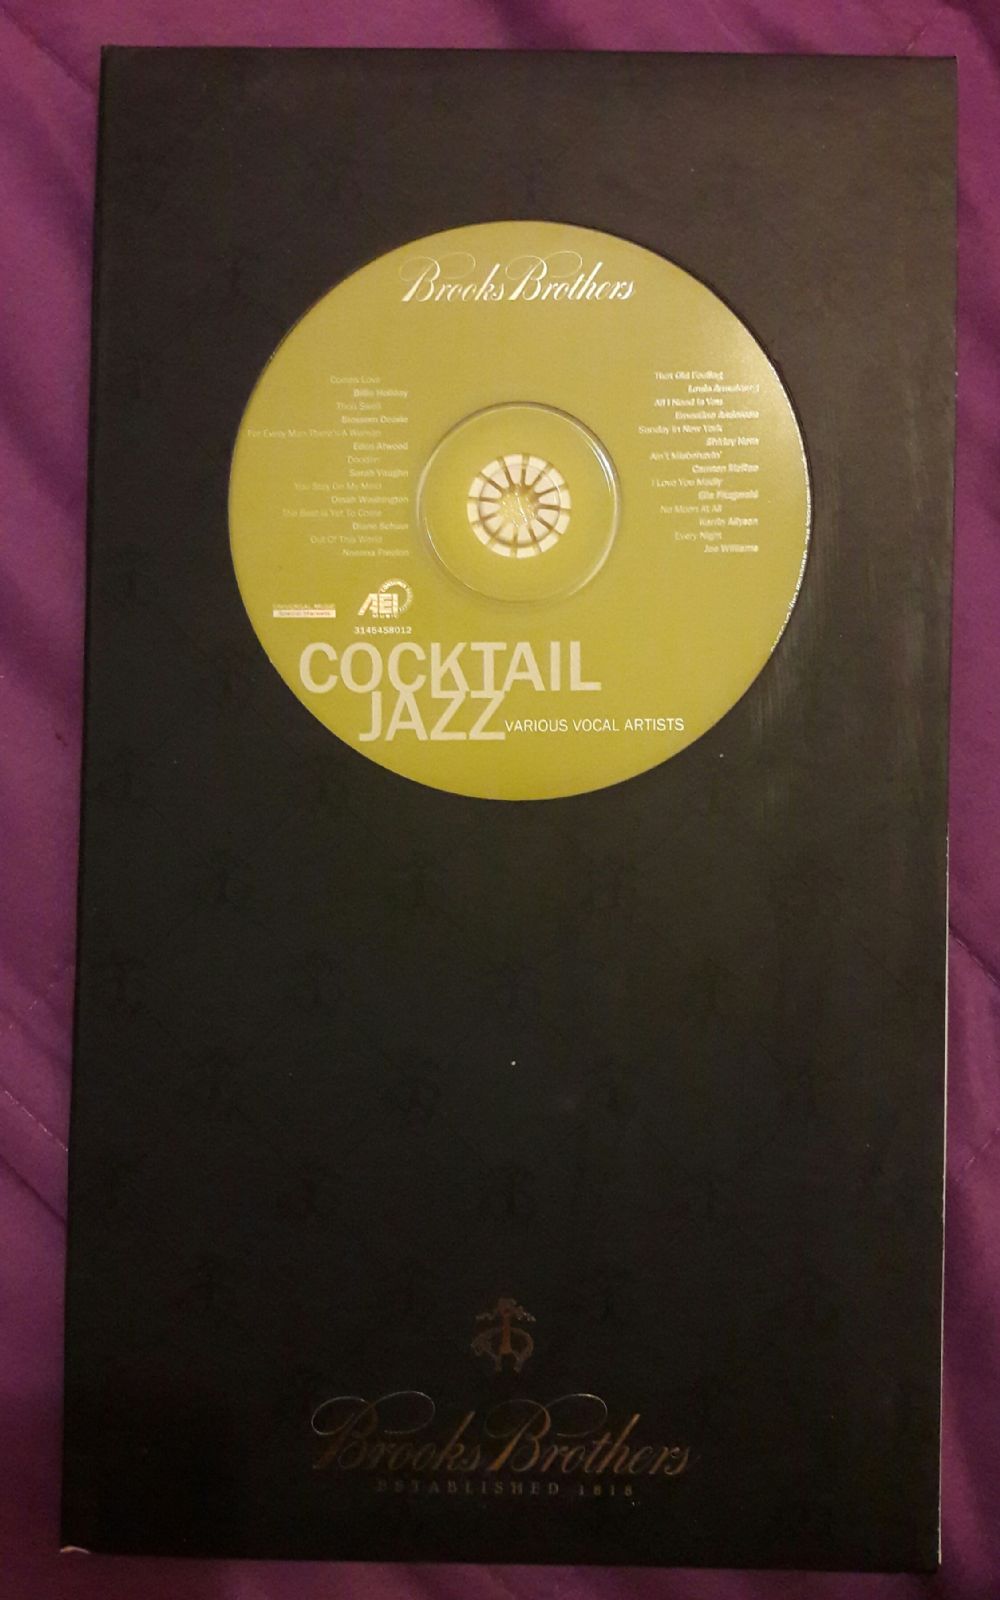 Brooks Brothers
Comes Love
Billie Holiday
Thou Swell
Blossom Dearie
For Every Man There's A Woman
Eden Atwood
Doodlin'
Sarah Vaughn
You Stay On My Mind
Dinah Washington
The Best Is Yet To Come
Diane Schuur
Out Of This World
Nnenna Freelon
That Old Feeling
Louis Armstrong
All I Need Is You
Ernestine Anderson
Sunday In New York
Shirley Horn
Ain't Misbehavin'
Carmen McRae
I Love You Madly
Ella Fitzgerald
No Moon At All
Karrin Allyson
Every Night
Joe Williams
UNIVERSAL MUSIC
AEI
MUSIC
3145458012
COCKTAIL
JAZZ VARIOUS VOCAL ARTISTS
Brooks Brothers
ESTABLISHED 1818